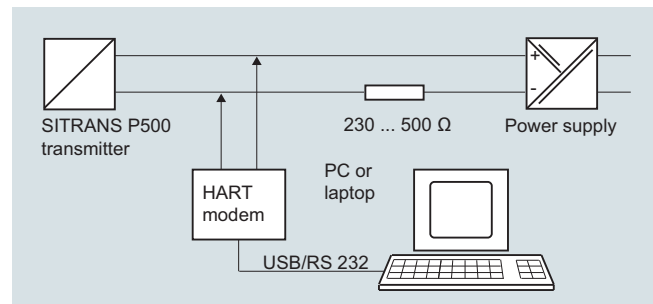 +
-
SITRANS P500
transmitter
230 ... 500 Ω
Power supply
HART
modem
PC or
laptop
USB/RS 232